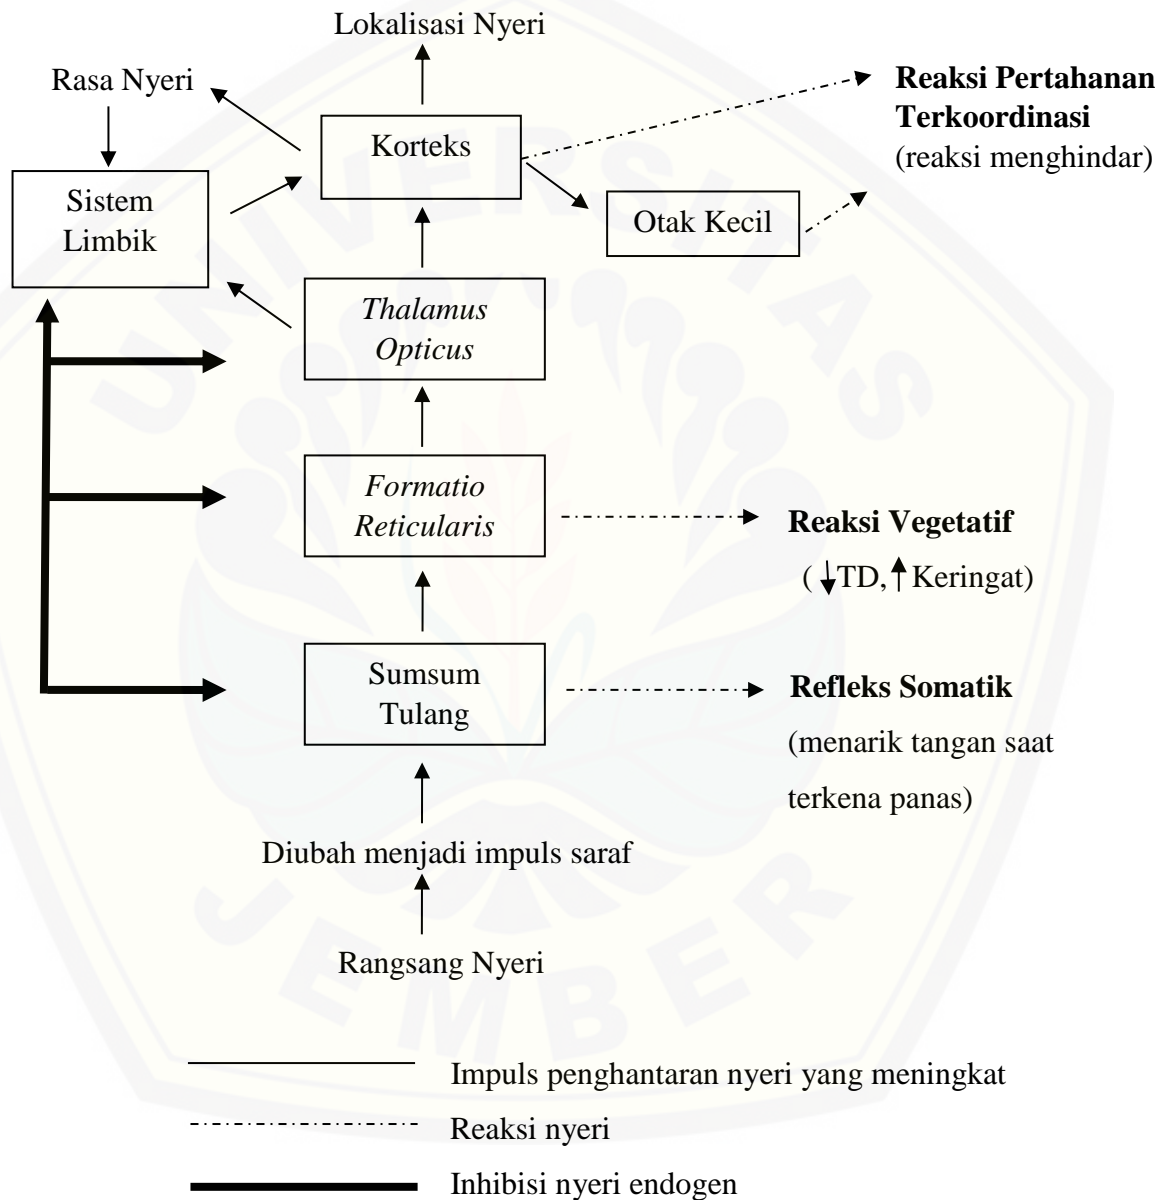 Lokalisasi Nyeri
Rasa Nyeri
Reaksi Pertahanan
Terkoordinasi
(reaksi menghindar)
Korteks
Sistem
Limbik
Otak Kecil
Thalamus
Opticus
Formatio
Reticularis
Reaksi Vegetatif
( ↓TD,↑Keringat)
Sumsum
Tulang
Refleks Somatik
(menarik tangan saat
terkena panas)
Diubah menjadi impuls saraf
Rangsang Nyeri
Impuls penghantaran nyeri yang meningkat
Reaksi nyeri
Inhibisi nyeri endogen
UNIVERSITAS
JEMBER